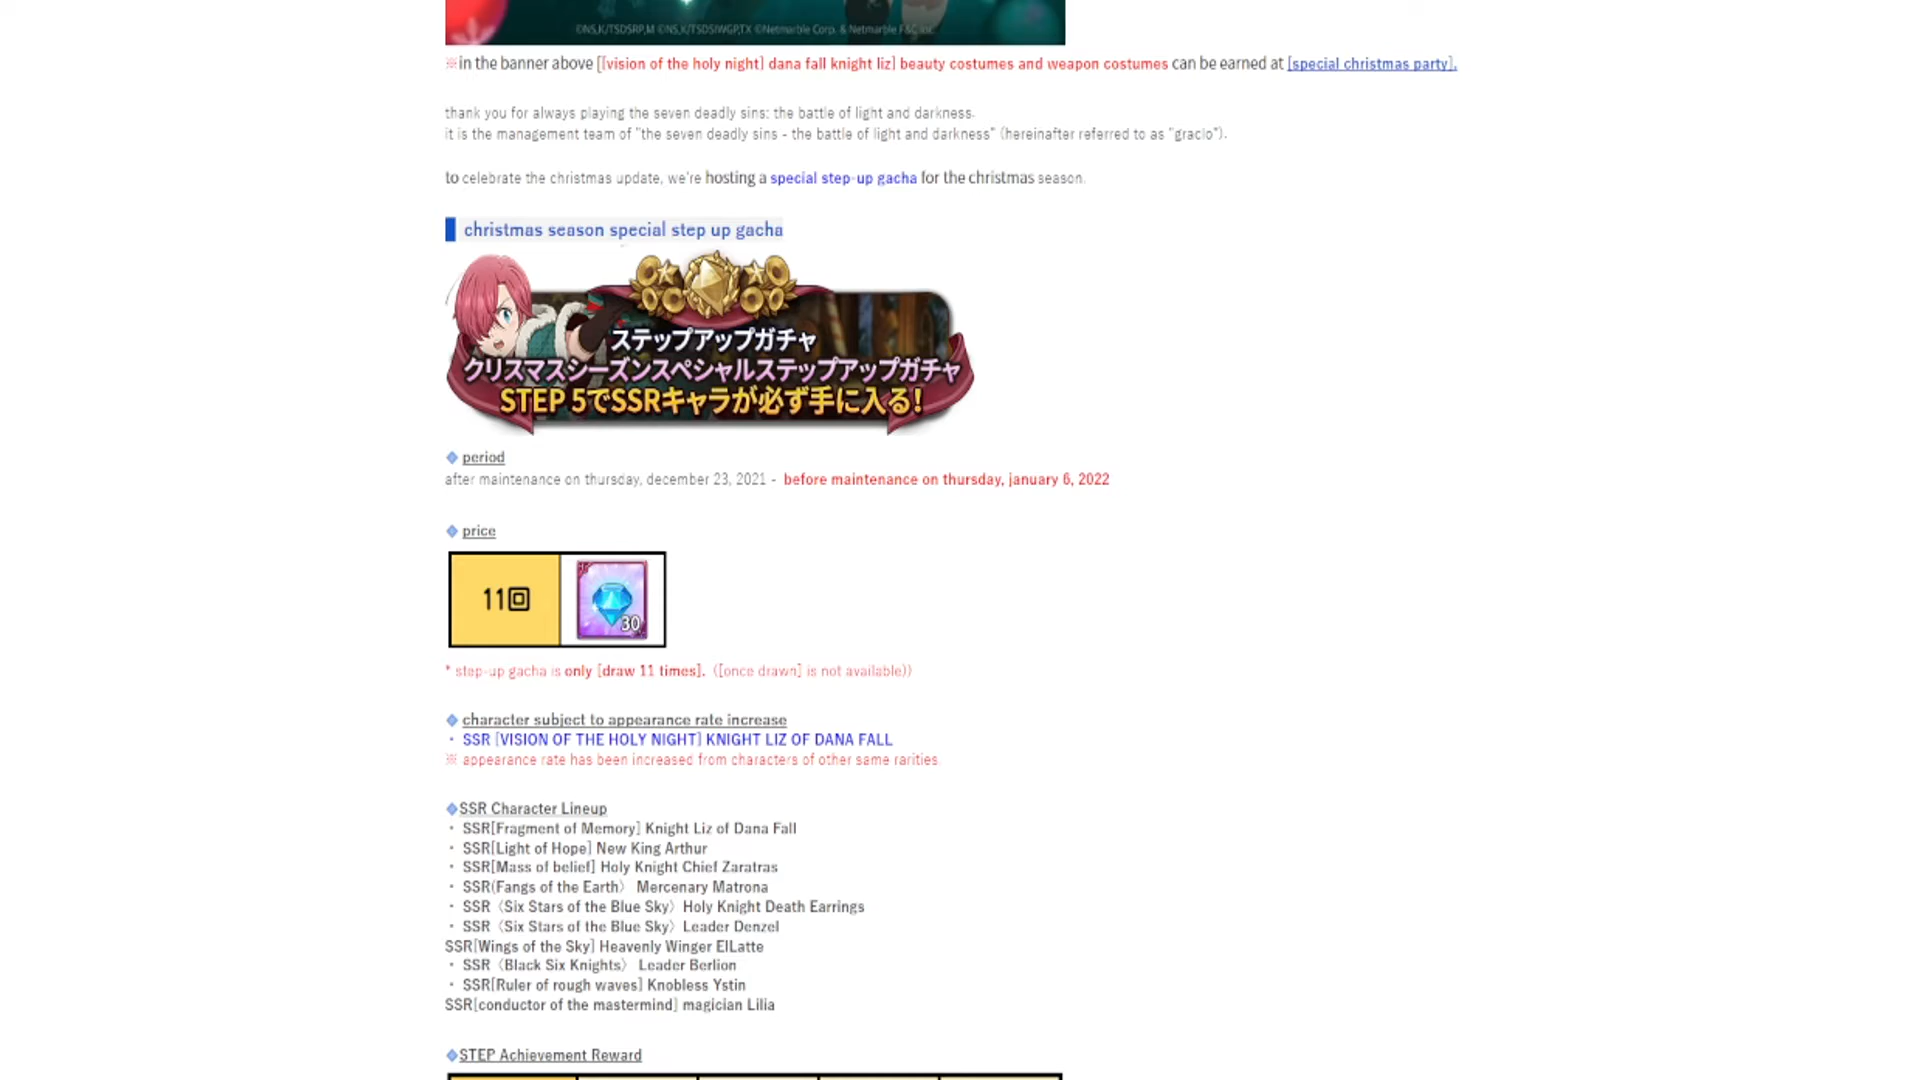 ©NS,K/TSDSRP,M ©NS,K/TSDSIWGP,TX ©Netmarble Corp. & Netmarble F&C Inc.
※in the banner above [[vision of the holy night] dana fall knight liz] beauty costumes and weapon costumes can be earned at [special christmas party].
thank you for always playing the seven deadly sins: the battle of light and darkness.
it is the management team of "the seven deadly sins - the battle of light and darkness" (hereinafter referred to as "graclo").
to celebrate the christmas update, we're hosting a special step-up gacha for the christmas season.
christmas season special step up gacha
ステップアップガチャ
クリスマスシーズンスペシャルステップアップガチャ
STEP 5でSSRキャラが必ず手に入る!
period
after maintenance on thursday, december 23, 2021 - before maintenance on thursday, january 6, 2022
price
11回
30
* step-up gacha is only [draw 11 times]. ([once drawn] is not available))
character subject to appearance rate increase
・ SSR [VISION OF THE HOLY NIGHT] KNIGHT LIZ OF DANA FALL
※ appearance rate has been increased from characters of other same rarities.
SSR Character Lineup
・ SSR[Fragment of Memory] Knight Liz of Dana Fall
・ SSR[Light of Hope] New King Arthur
・ SSR[Mass of belief] Holy Knight Chief Zaratras
・ SSR(Fangs of the Earth〉 Mercenary Matrona
・ SSR〈Six Stars of the Blue Sky〉Holy Knight Death Earrings
・ SSR〈Six Stars of the Blue Sky〉Leader Denzel
SSR[Wings of the Sky] Heavenly Winger ElLatte
・ SSR〈Black Six Knights〉 Leader Berlion
・ SSR[Ruler of rough waves] Knobless Ystin
SSR[conductor of the mastermind] magician Lilia
STEP Achievement Reward